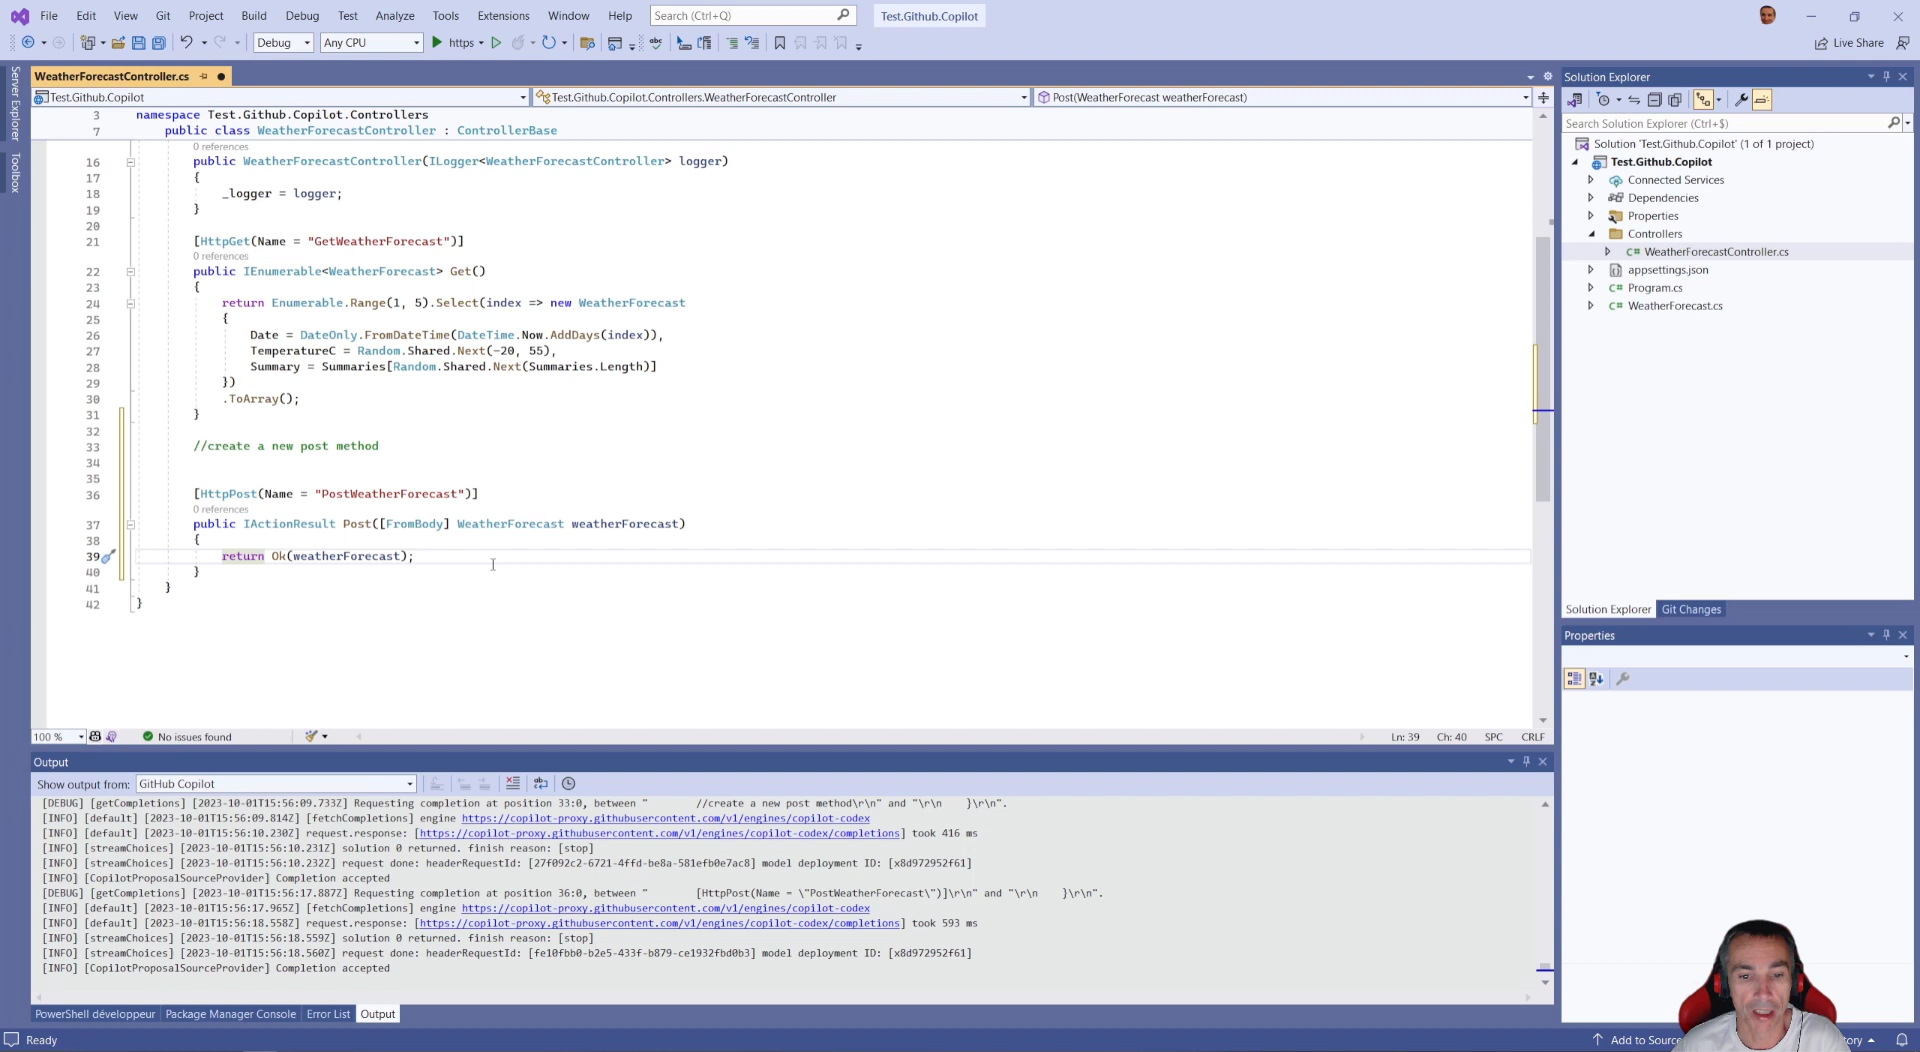 File Edit View Git Project Build Debug Test Analyze Tools Extensions Window Help Search (Ctrl+Q) Test.Github.Copilot
Debug Any CPU https Live Share
Server Explorer
Toolbox
WeatherForecastController.cs
Test.Github.Copilot Test.Github.Copilot.Controllers.WeatherForecastController Post(WeatherForecast weatherForecast)
3 namespace Test.Github.Copilot.Controllers
7 public class WeatherForecastController : ControllerBase
0 references
16 public WeatherForecastController(ILogger<WeatherForecastController> logger)
17 {
18 _logger = logger;
19 }
20
21 [HttpGet(Name = "GetWeatherForecast")]
0 references
22 public IEnumerable<WeatherForecast> Get()
23 {
24 return Enumerable.Range(1, 5).Select(index => new WeatherForecast
25 {
26 Date = DateOnly.FromDateTime(DateTime.Now.AddDays(index)),
27 TemperatureC = Random.Shared.Next(-20, 55),
28 Summary = Summaries[Random.Shared.Next(Summaries.Length)]
29 })
30 .ToArray();
31 }
32
33 //create a new post method
34
35
36 [HttpPost(Name = "PostWeatherForecast")]
0 references
37 public IActionResult Post([FromBody] WeatherForecast weatherForecast)
38 {
39 return Ok(weatherForecast);
40 }
41 }
42 }
100 % No issues found Ln: 39 Ch: 40 SPC CRLF
Output
Show output from: GitHub Copilot
[DEBUG] [getCompletions] [2023-10-01T15:56:09.733Z] Requesting completion at position 33:0, between " //create a new post method\r\n" and "\r\n }\r\n".
[INFO] [default] [2023-10-01T15:56:09.814Z] [fetchCompletions] engine https://copilot-proxy.githubusercontent.com/v1/engines/copilot-codex
[INFO] [default] [2023-10-01T15:56:10.230Z] request.response: [https://copilot-proxy.githubusercontent.com/v1/engines/copilot-codex/completions] took 416 ms
[INFO] [streamChoices] [2023-10-01T15:56:10.231Z] solution 0 returned. finish reason: [stop]
[INFO] [streamChoices] [2023-10-01T15:56:10.232Z] request done: headerRequestId: [27f092c2-6721-4ffd-be8a-581efb0e7ac8] model deployment ID: [x8d972952f61]
[INFO] [CopilotProposalSourceProvider] Completion accepted
[DEBUG] [getCompletions] [2023-10-01T15:56:17.887Z] Requesting completion at position 36:0, between " [HttpPost(Name = \"PostWeatherForecast\")]\r\n" and "\r\n }\r\n".
[INFO] [default] [2023-10-01T15:56:17.965Z] [fetchCompletions] engine https://copilot-proxy.githubusercontent.com/v1/engines/copilot-codex
[INFO] [default] [2023-10-01T15:56:18.558Z] request.response: [https://copilot-proxy.githubusercontent.com/v1/engines/copilot-codex/completions] took 593 ms
[INFO] [streamChoices] [2023-10-01T15:56:18.559Z] solution 0 returned. finish reason: [stop]
[INFO] [streamChoices] [2023-10-01T15:56:18.560Z] request done: headerRequestId: [fe10fbb0-b2e5-433f-b879-ce1932fbd0b3] model deployment ID: [x8d972952f61]
[INFO] [CopilotProposalSourceProvider] Completion accepted
PowerShell développeur Package Manager Console Error List Output
Solution Explorer
Search Solution Explorer (Ctrl+$)
Solution 'Test.Github.Copilot' (1 of 1 project)
Test.Github.Copilot
Connected Services
Dependencies
Properties
Controllers
C# WeatherForecastController.cs
appsettings.json
C# Program.cs
C# WeatherForecast.cs
Solution Explorer Git Changes
Properties
Ready Add to Source